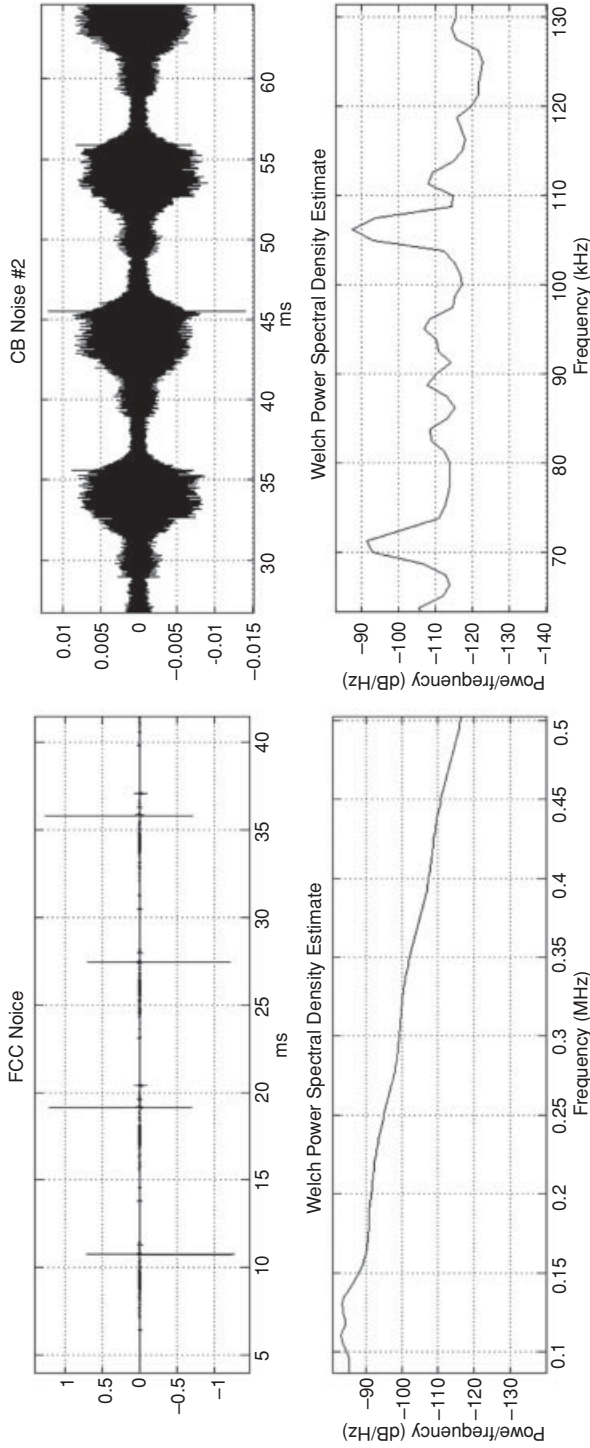 FCC Noice
1
0.5
0
−0.5
−1
5 10 15 20 25 30 35 40
ms
CB Noise #2
0.01
0.005
0
−0.005
−0.01
−0.015
30 35 40 45 50 55 60
ms
Welch Power Spectral Density Estimate
Powe/frequency (dB/Hz)
−90
−100
−110
−120
−130
0.1 0.15 0.2 0.25 0.3 0.35 0.4 0.45 0.5
Frequency (MHz)
Welch Power Spectral Density Estimate
Powe/frequency (dB/Hz)
−90
−100
−110
−120
−130
−140
70 80 90 100 110 120 130
Frequency (kHz)